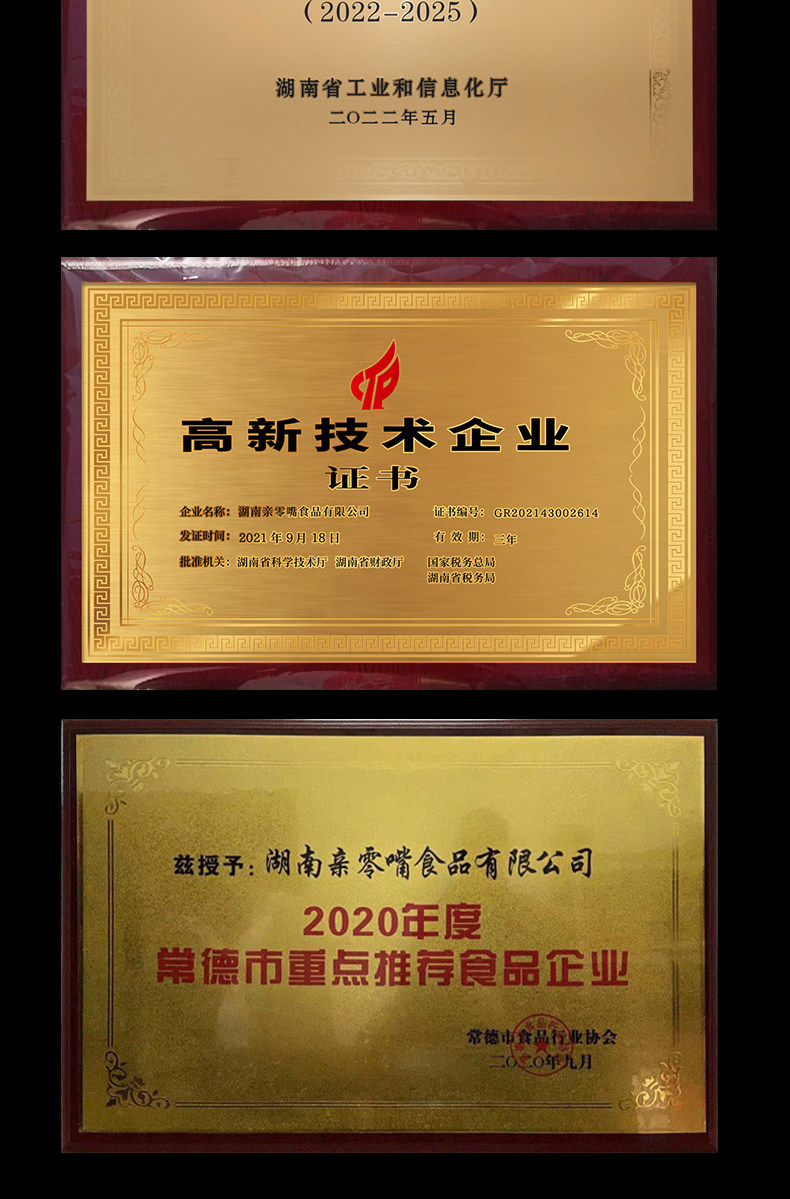 （2022-2025）
湖南省工业和信息化厅
二〇二二年五月
高新技术企业
证书
企业名称：湖南亲零嘴食品有限公司 证书编号：GR202143002614
发证时间：2021年9月18日 有效期：三年
批准机关：湖南省科学技术厅 湖南省财政厅 国家税务总局
湖南省税务局
兹授予：湖南亲零嘴食品有限公司
2020年度
常德市重点推荐食品企业
常德市食品行业协会
二〇二〇年九月